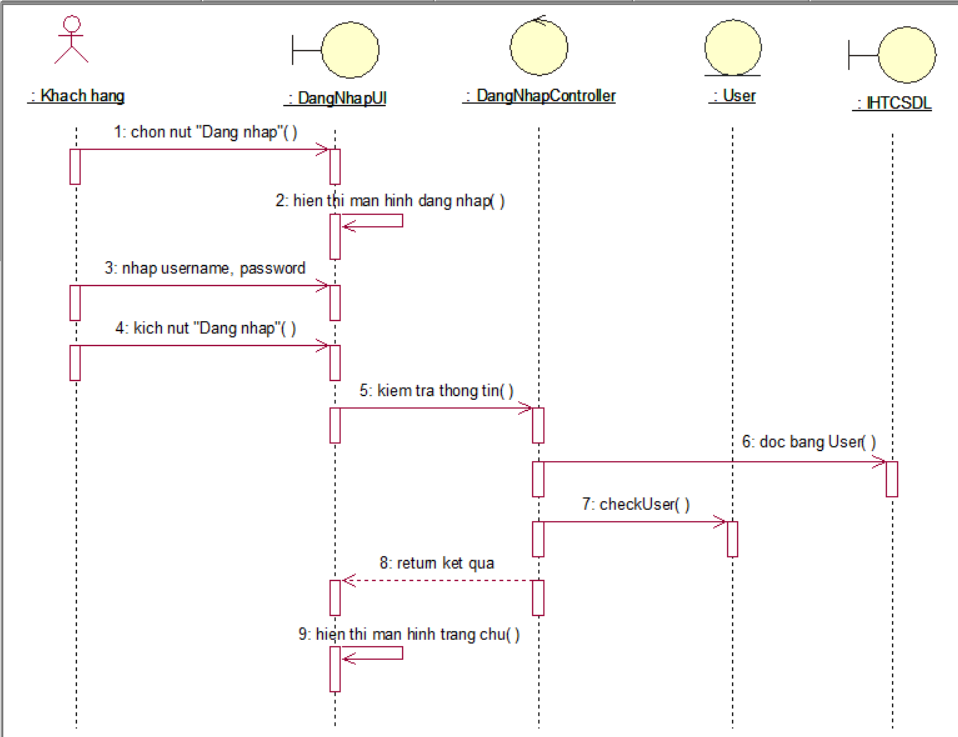 : Khach hang
: DangNhapUI
: DangNhapController
: User
: IHTCSDL
1: chon nut "Dang nhap"( )
2: hien thi man hinh dang nhap( )
3: nhap username, password
4: kich nut "Dang nhap"( )
5: kiem tra thong tin( )
6: doc bang User( )
7: checkUser( )
8: return ket qua
9: hien thi man hinh trang chu( )